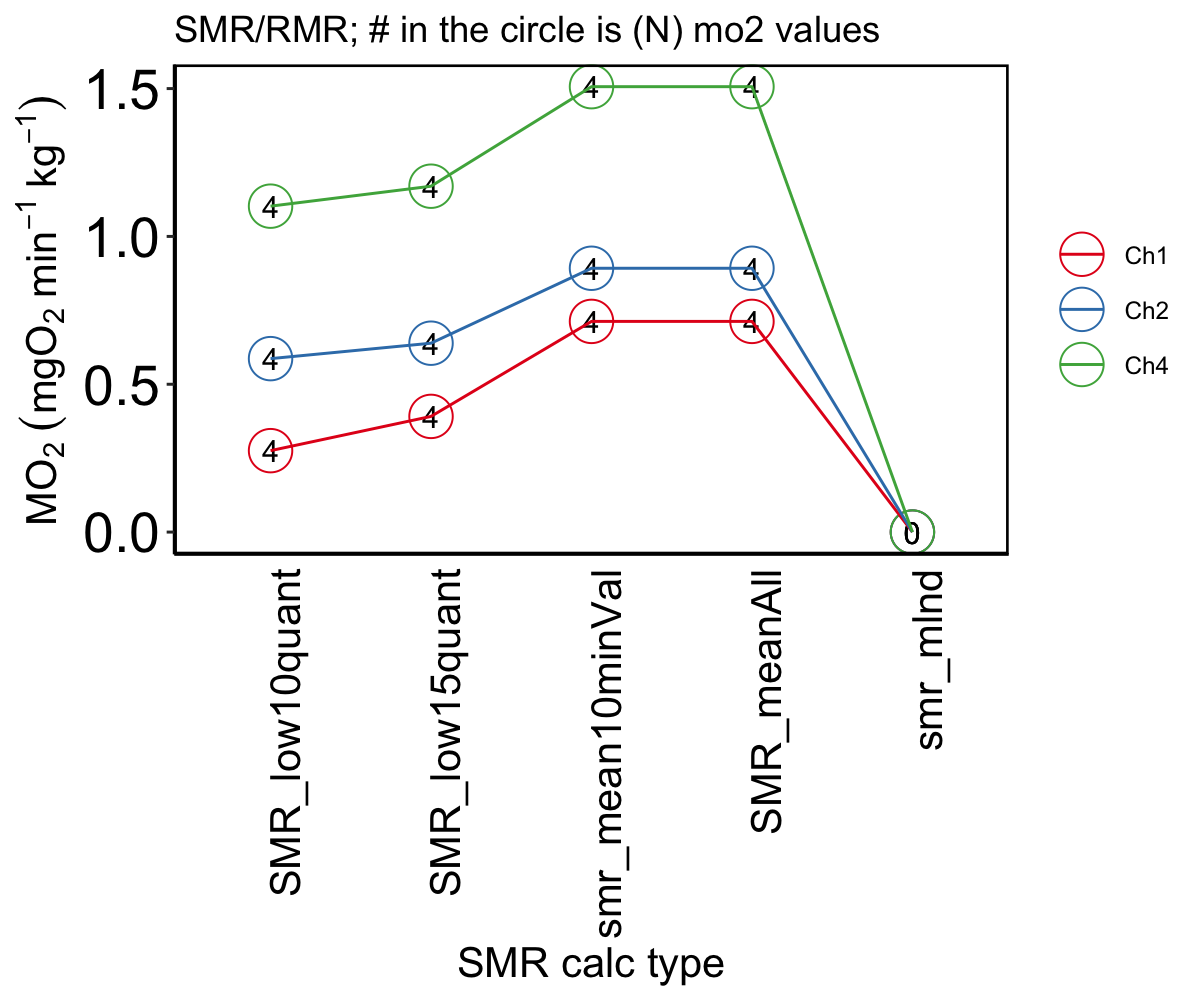 SMR/RMR; # in the circle is (N) mo2 values
MO₂ (mgO₂ min⁻¹ kg⁻¹)
1.5
1.0
0.5
0.0
4 4 4 4
4 4 4 4
4 4 4 4
0
Ch1
Ch2
Ch4
SMR_low10quant
SMR_low15quant
smr_mean10minVal
SMR_meanAll
smr_mlnd
SMR calc type